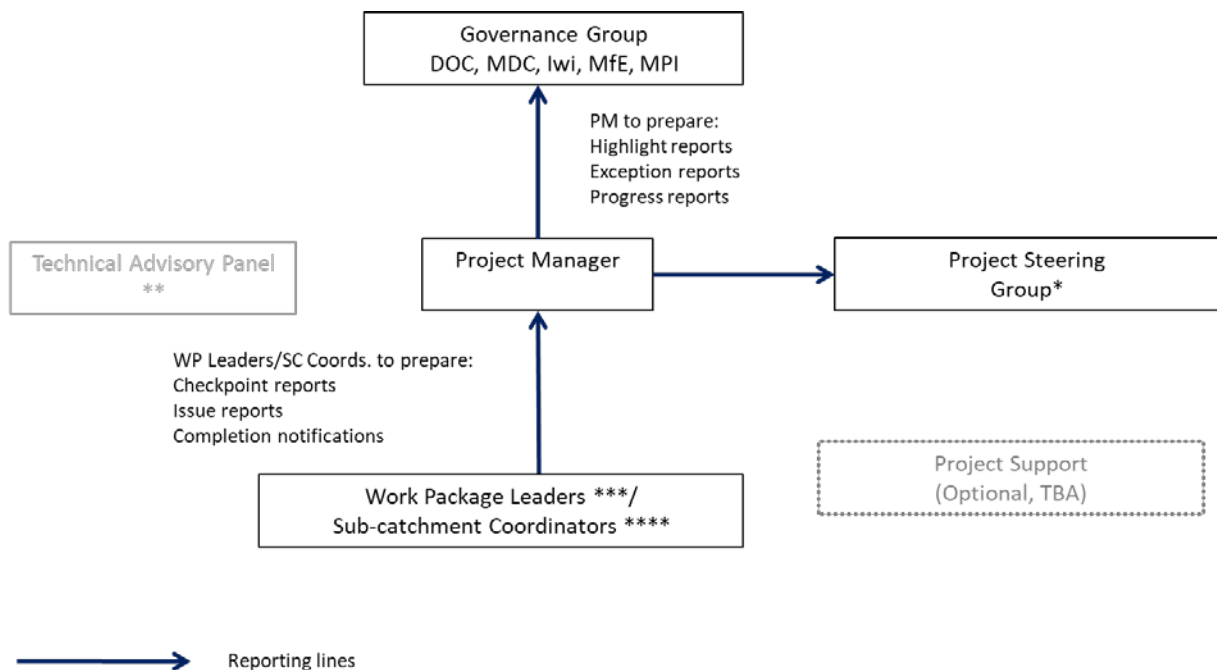 Governance Group
DOC, MDC, Iwi, MfE, MPI
PM to prepare:
Highlight reports
Exception reports
Progress reports
Technical Advisory Panel
**
Project Manager
Project Steering
Group*
WP Leaders/SC Coords. to prepare:
Checkpoint reports
Issue reports
Completion notifications
Project Support
(Optional, TBA)
Work Package Leaders ***/
Sub-catchment Coordinators ****
Reporting lines